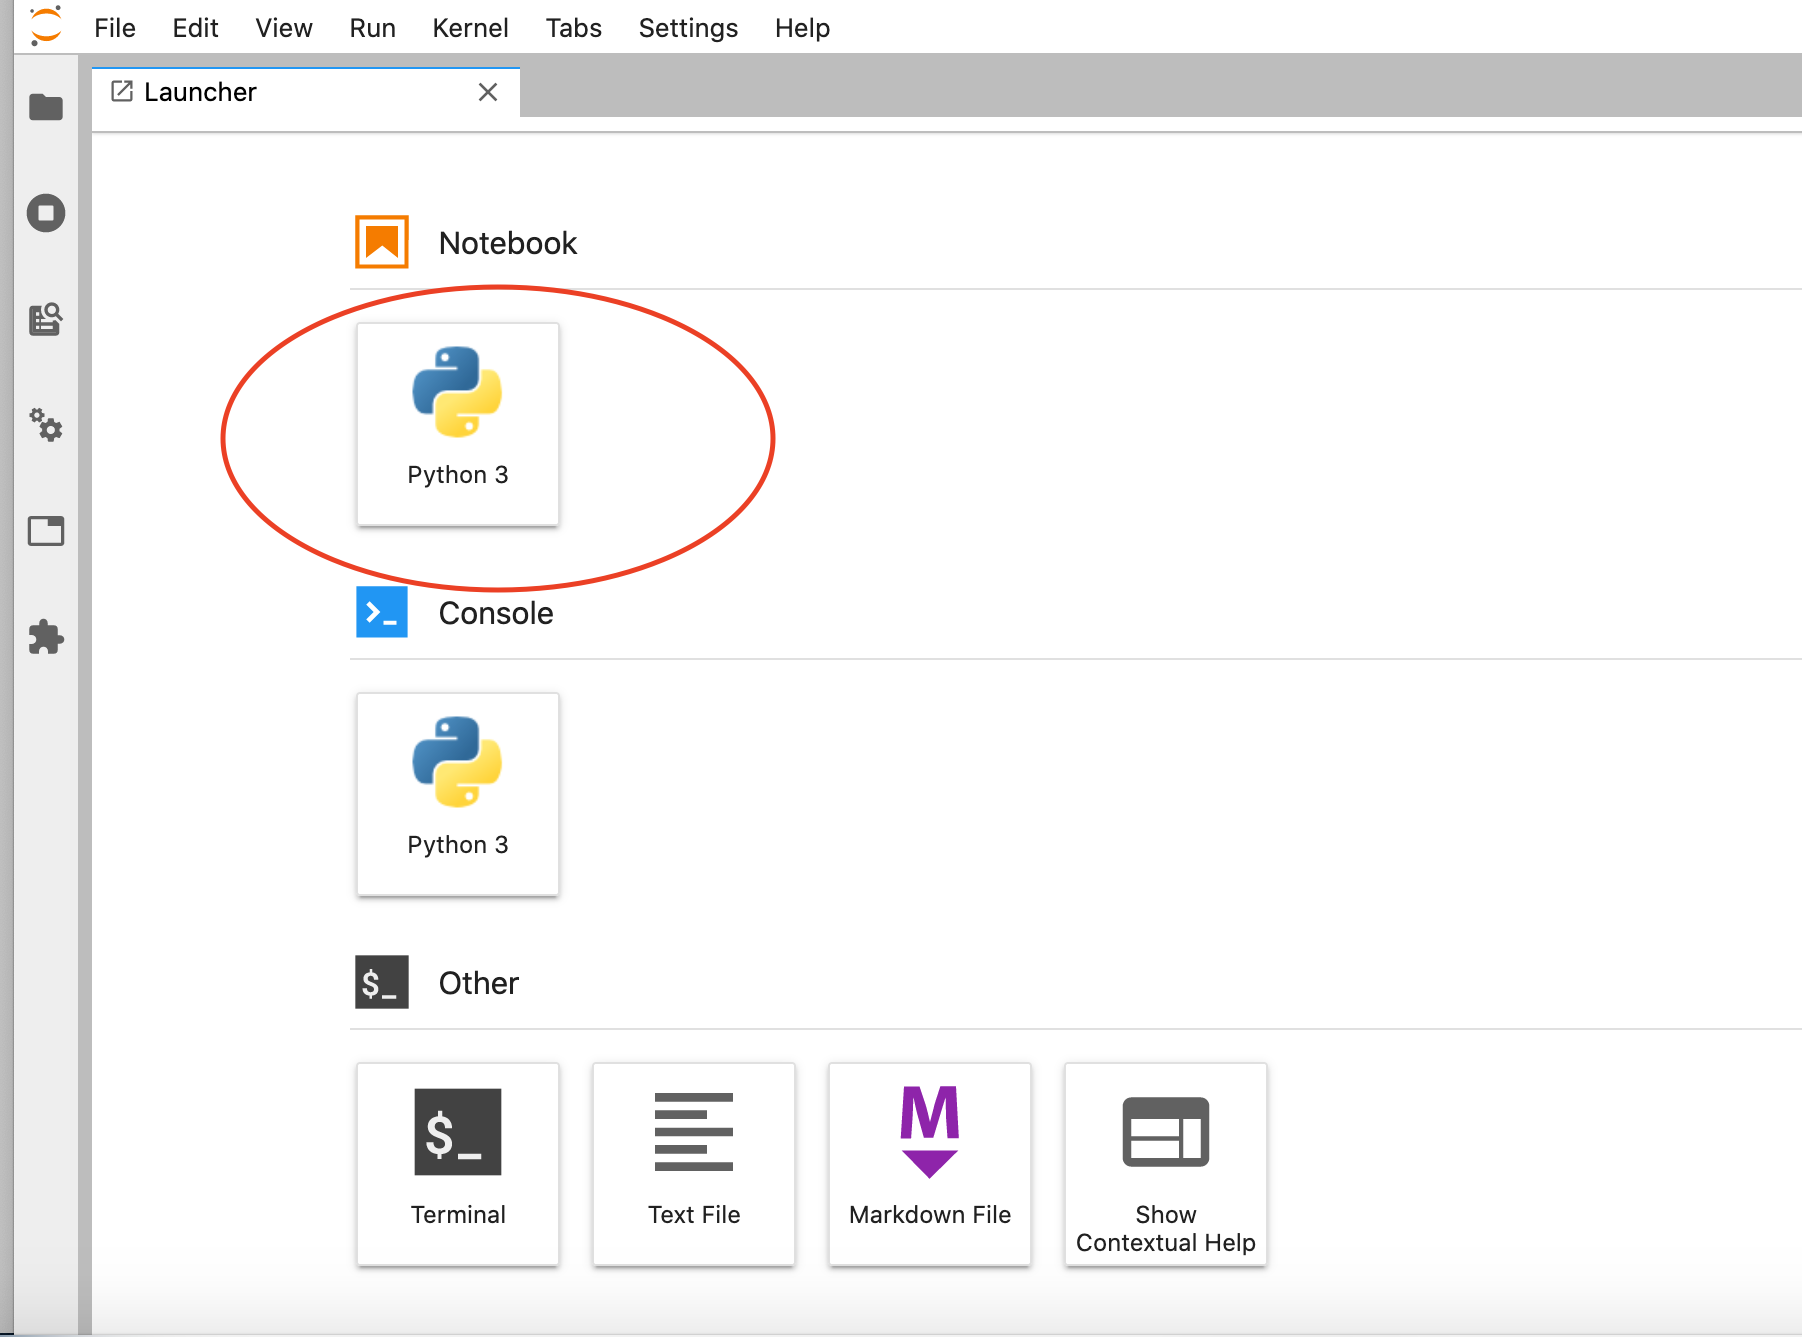 File Edit View Run Kernel Tabs Settings Help
Launcher
Notebook
Python 3
Console
Python 3
$_ Other
$_
M
Terminal
Text File
Markdown File
Show
Contextual Help